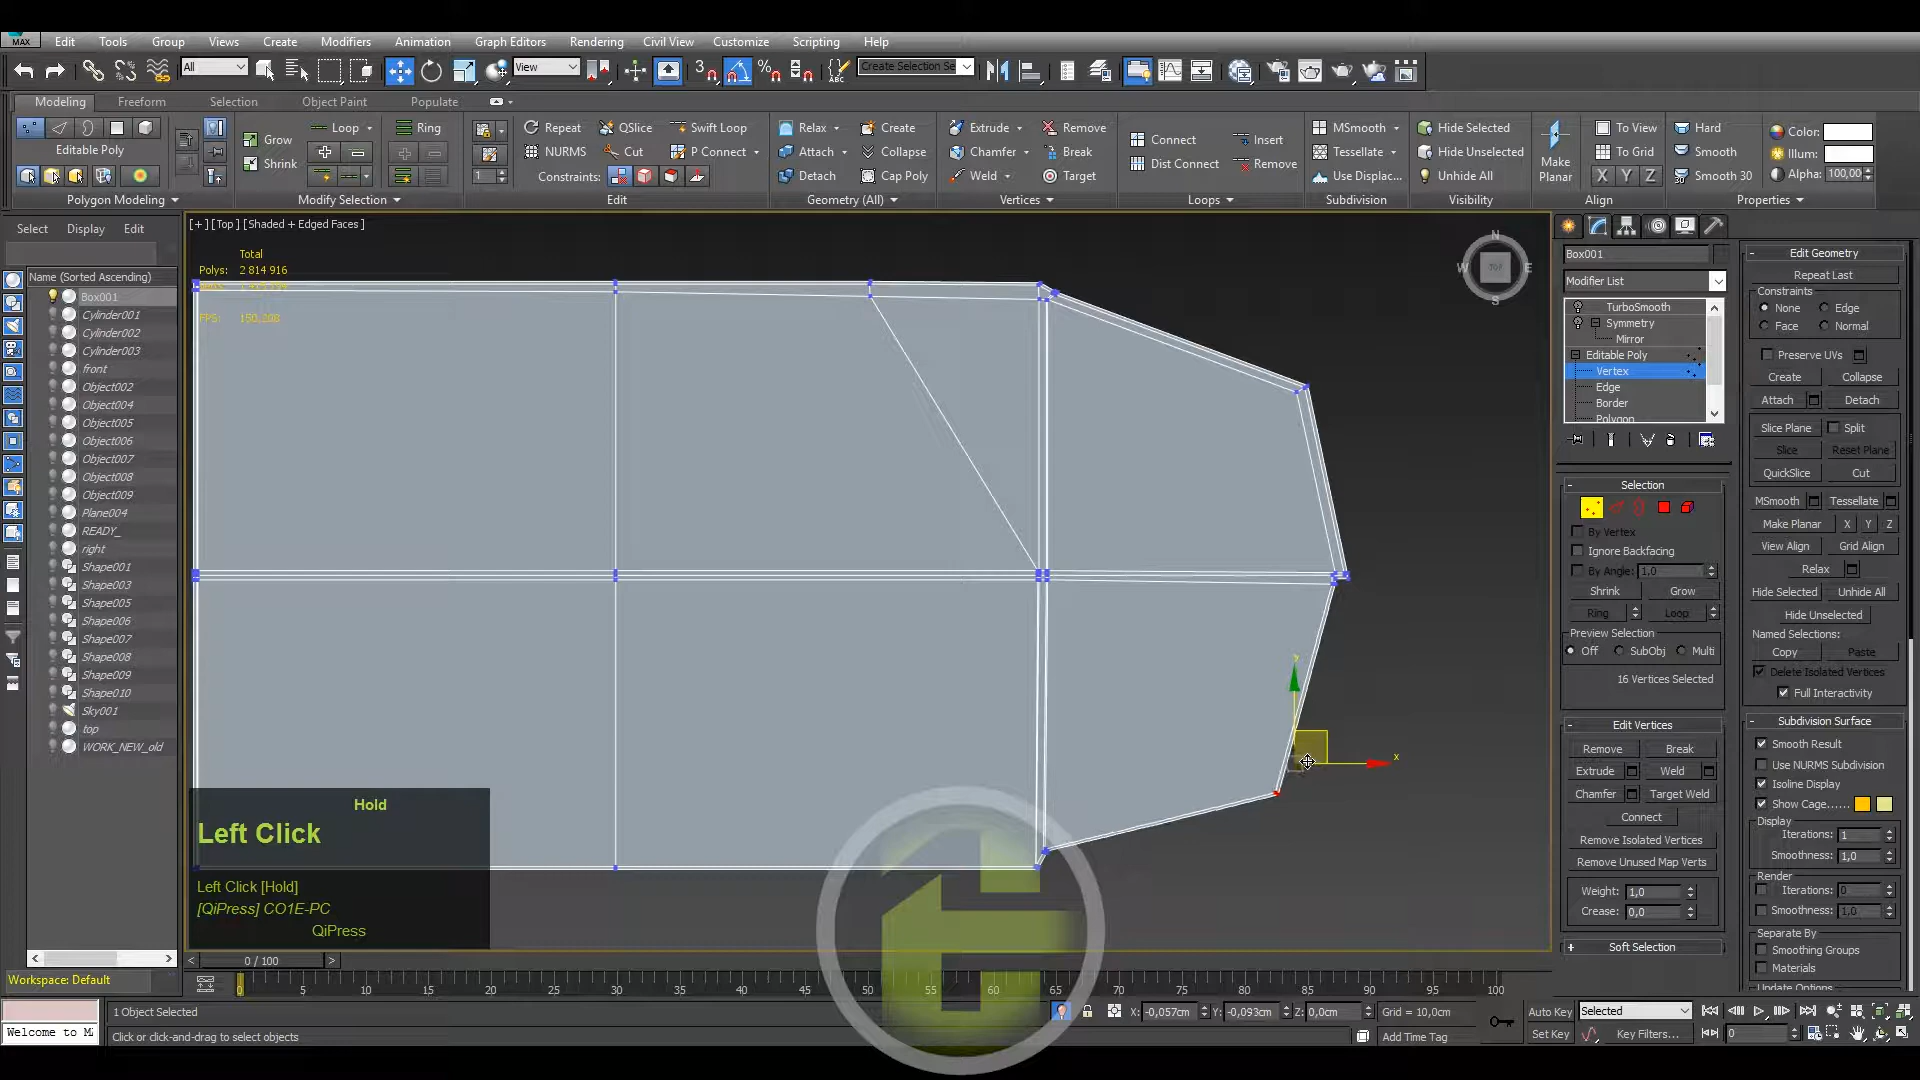 MAX Edit Tools Group Views Create Modifiers Animation Graph Editors Rendering Civil View Customize Scripting Help
All View 3 % ABC Create Selection Se
Modeling Freeform Selection Object Paint Populate
Grow Loop Ring Repeat QSlice Swift Loop Relax Create Extrude Remove Connect Insert MSmooth Hide Selected To View Hard Color:
Editable Poly Shrink NURMS Cut P Connect Attach Collapse Chamfer Break Dist Connect Remove Tessellate Hide Unselected Make Planar To Grid Smooth Illum:
1 Constraints: Detach Cap Poly Weld Target Use Displac... Unhide All X Y Z Smooth 30 Alpha: 100,00
Polygon Modeling Modify Selection Edit Geometry (All) Vertices Loops Subdivision Visibility Align Properties
Select Display Edit
Name (Sorted Ascending)
Box001
Cylinder001
Cylinder002
Cylinder003
front
Object002
Object004
Object005
Object006
Object007
Object008
Object009
Plane004
READY_
right
Shape001
Shape003
Shape005
Shape006
Shape007
Shape008
Shape009
Shape010
Sky001
top
WORK_NEW_old
Workspace: Default
[+] [Top] [Shaded + Edged Faces]
Total
Polys: 2 814 916
FPS:
N
W TOP E
S
y
x
Hold
Left Click
Left Click [Hold]
[QiPress] CO1E-PC
QiPress
Box001
Modifier List
TurboSmooth
Symmetry
Mirror
Editable Poly
Vertex
Edge
Border
Polygon
Selection
By Vertex
Ignore Backfacing
By Angle: 1,0
Shrink Grow
Ring Loop
Preview Selection
Off SubObj Multi
16 Vertices Selected
Edit Vertices
Remove Break
Extrude Weld
Chamfer Target Weld
Connect
Remove Isolated Vertices
Remove Unused Map Verts
Weight: 1,0
Crease: 0,0
Soft Selection
Edit Geometry
Repeat Last
Constraints
None Edge
Face Normal
Preserve UVs
Create Collapse
Attach Detach
Slice Plane Split
Slice Reset Plane
QuickSlice Cut
MSmooth Tessellate
Make Planar X Y Z
View Align Grid Align
Relax
Hide Selected Unhide All
Hide Unselected
Named Selections:
Copy Paste
Delete Isolated Vertices
Full Interactivity
Subdivision Surface
Smooth Result
Use NURMS Subdivision
Isoline Display
Show Cage......
Display
Iterations: 1
Smoothness: 1,0
Render
Iterations: 0
Smoothness: 1,0
Separate By
Smoothing Groups
Materials
Update Options
0 / 100
0 5 10 15 20 25 30 35 40 45 50 55 60 65 70 75 80 85 90 95 100
1 Object Selected X: -0,057cm Y: -0,093cm Z: 0,0cm Grid = 10,0cm Auto Key Selected
Welcome to Click or click-and-drag to select objects Add Time Tag Set Key Key Filters... 0